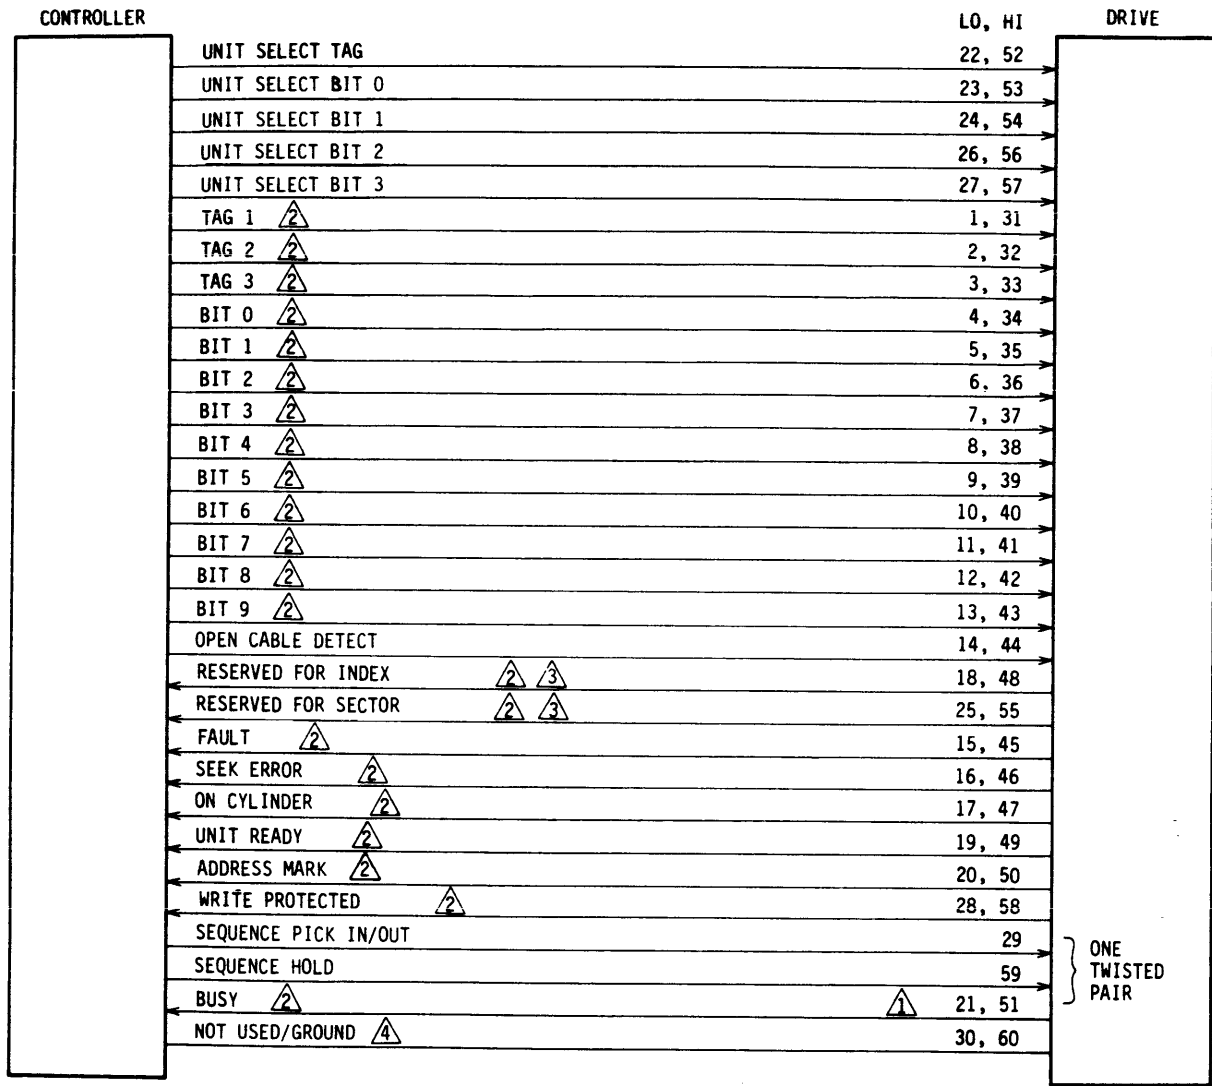 CONTROLLER LO, HI DRIVE
UNIT SELECT TAG 22, 52
UNIT SELECT BIT 0 23, 53
UNIT SELECT BIT 1 24, 54
UNIT SELECT BIT 2 26, 56
UNIT SELECT BIT 3 27, 57
TAG 1 2 1, 31
TAG 2 2 2, 32
TAG 3 2 3, 33
BIT 0 2 4, 34
BIT 1 2 5, 35
BIT 2 2 6. 36
BIT 3 2 7, 37
BIT 4 2 8, 38
BIT 5 2 9, 39
BIT 6 2 10, 40
BIT 7 2 11, 41
BIT 8 2 12, 42
BIT 9 2 13, 43
OPEN CABLE DETECT 14, 44
RESERVED FOR INDEX 2 3 18, 48
RESERVED FOR SECTOR 2 3 25, 55
FAULT 2 15, 45
SEEK ERROR 2 16, 46
ON CYLINDER 2 17, 47
UNIT READY 2 19, 49
ADDRESS MARK 2 20, 50
WRITE PROTECTED 2 28, 58
SEQUENCE PICK IN/OUT 29
SEQUENCE HOLD 59
BUSY 2 1 21, 51
NOT USED/GROUND 4 30, 60
ONE
TWISTED
PAIR